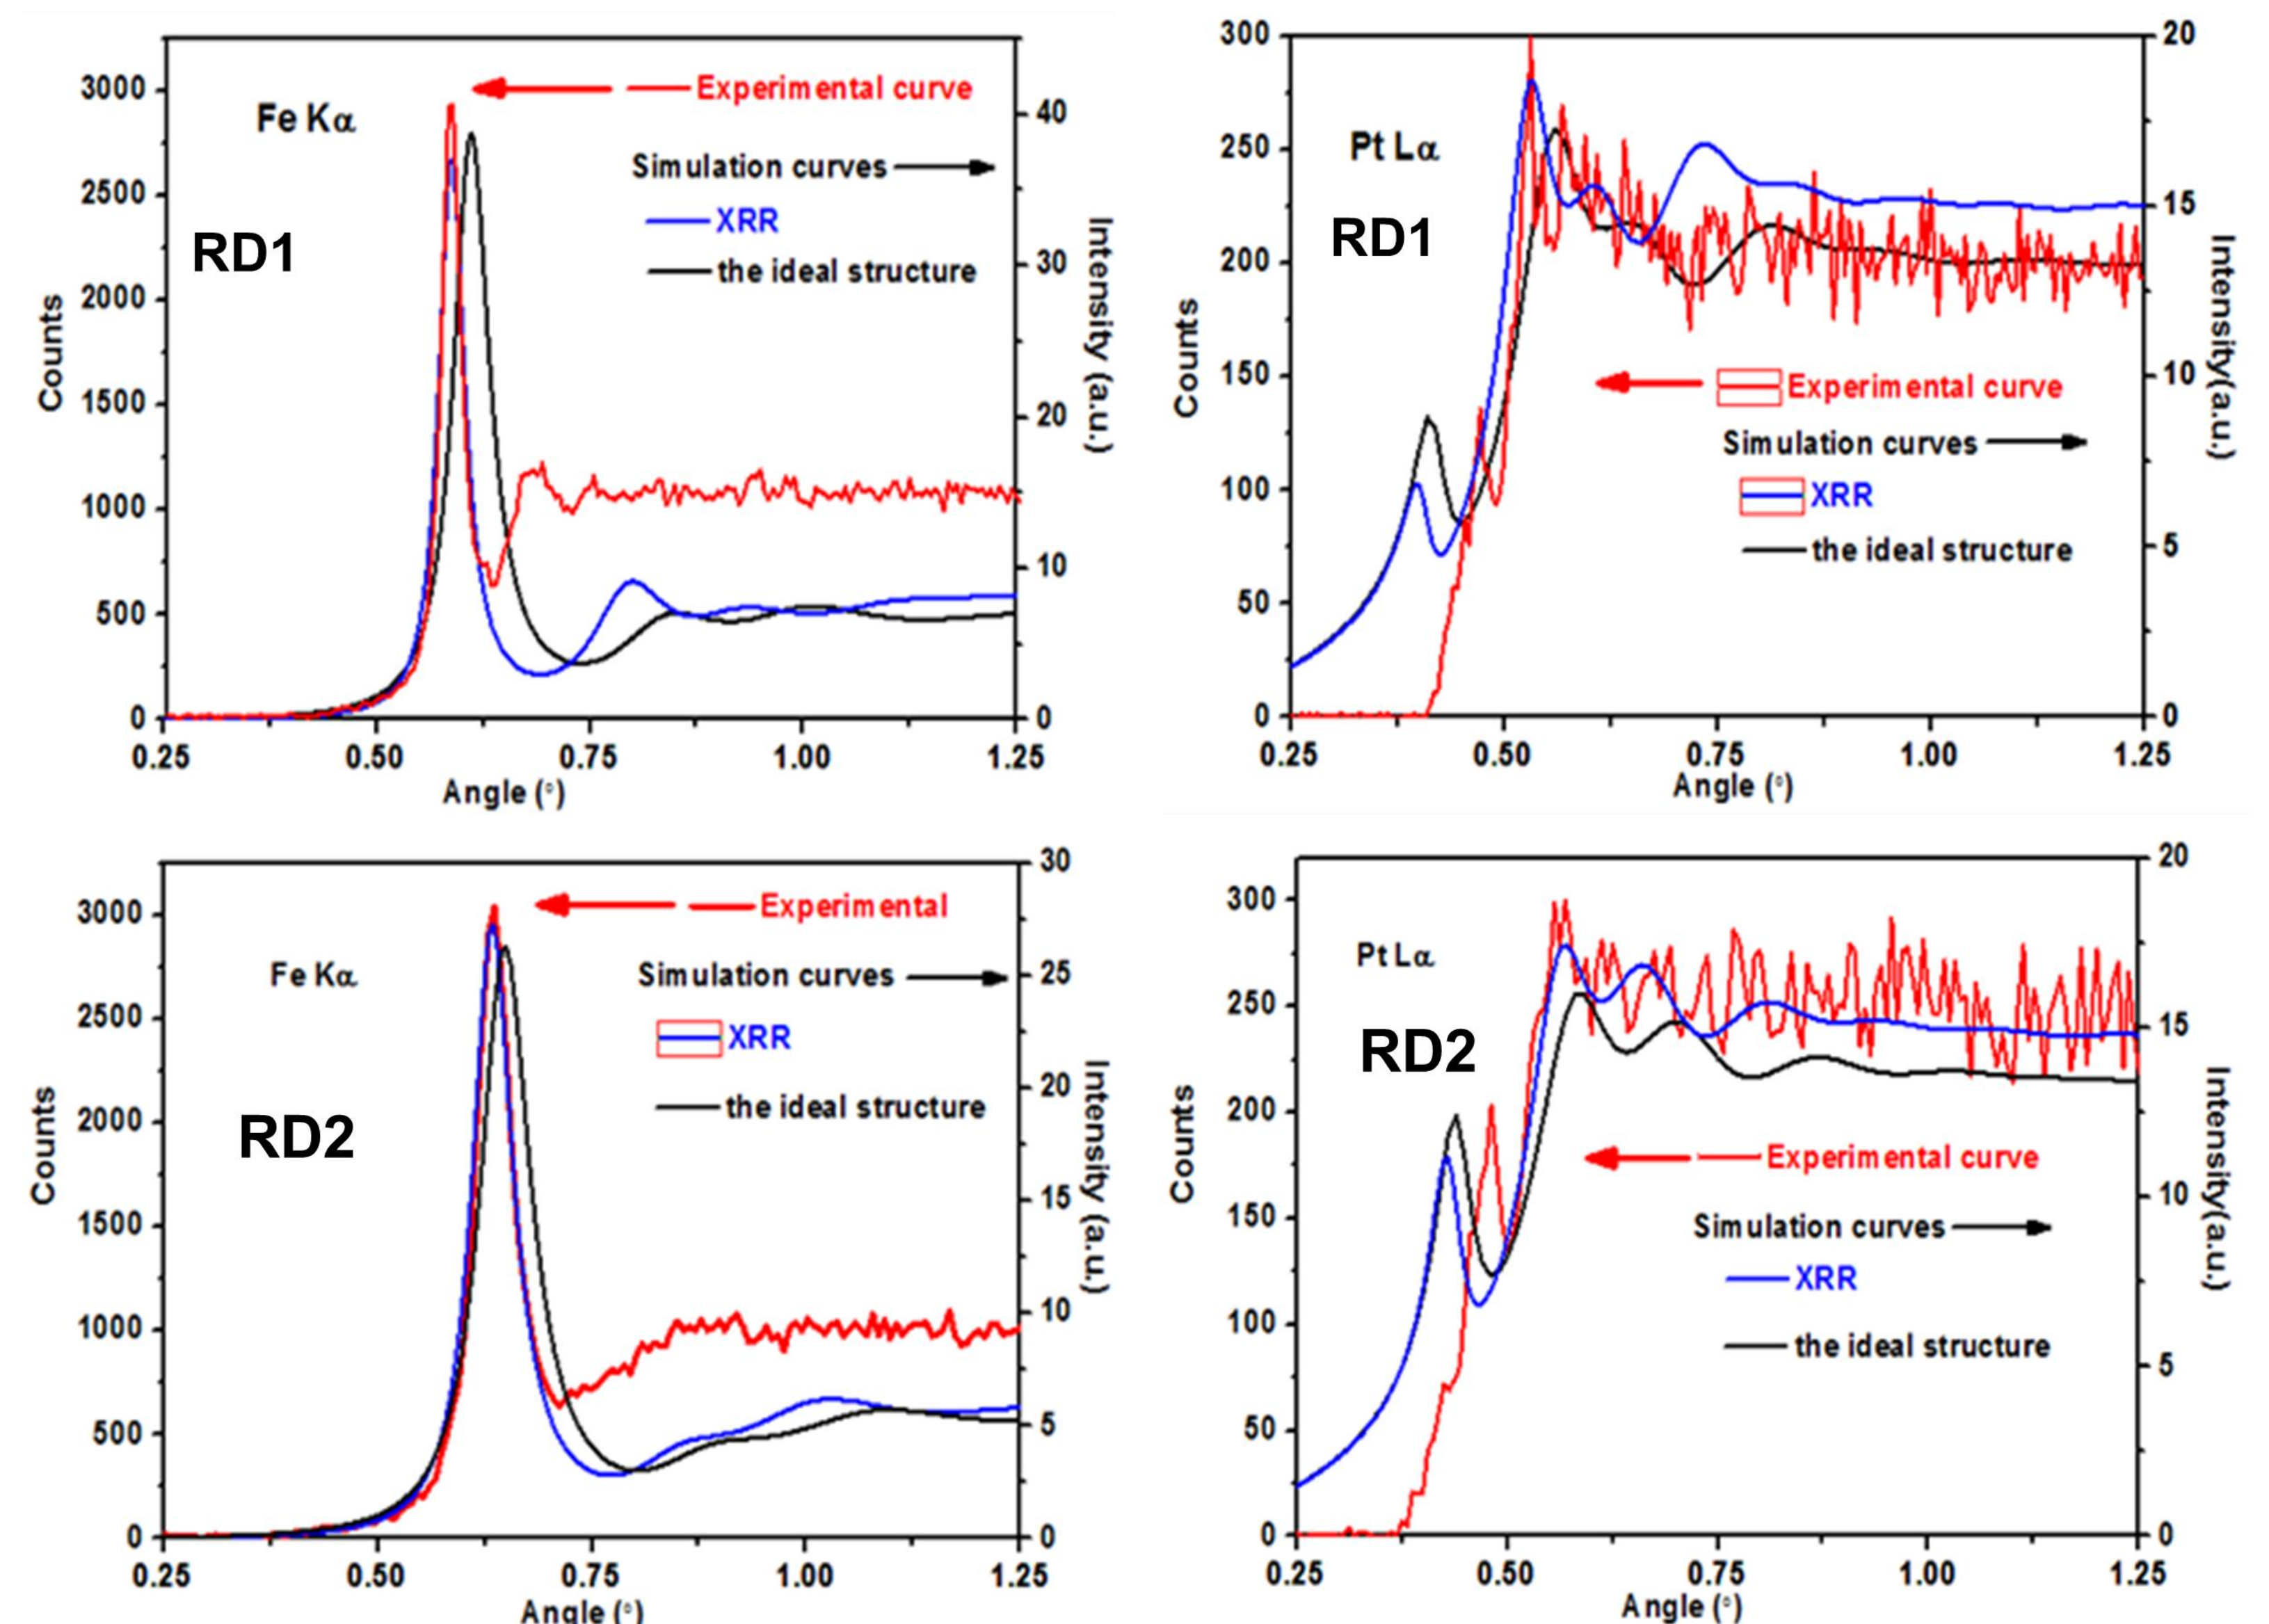 Fe Kα
Experimental curve
Simulation curves
XRR
the ideal structure
RD1
Counts
3000
2500
2000
1500
1000
500
0
40
30
20
10
0
Intensity (a.u.)
0.25 0.50 0.75 1.00 1.25
Angle (°)
Pt Lα
RD1
Experimental curve
Simulation curves
XRR
the ideal structure
Counts
300
250
200
150
100
50
0
20
15
10
5
0
Intensity(a.u.)
0.25 0.50 0.75 1.00 1.25
Angle (°)
Fe Kα
Experimental
Simulation curves
XRR
the ideal structure
RD2
Counts
3000
2500
2000
1500
1000
500
0
30
25
20
15
10
5
0
Intensity (a.u.)
0.25 0.50 0.75 1.00 1.25
Angle (°)
Pt Lα
RD2
Experimental curve
Simulation curves
XRR
the ideal structure
Counts
300
250
200
150
100
50
0
20
15
10
5
0
Intensity(a.u.)
0.25 0.50 0.75 1.00 1.25
Angle (°)